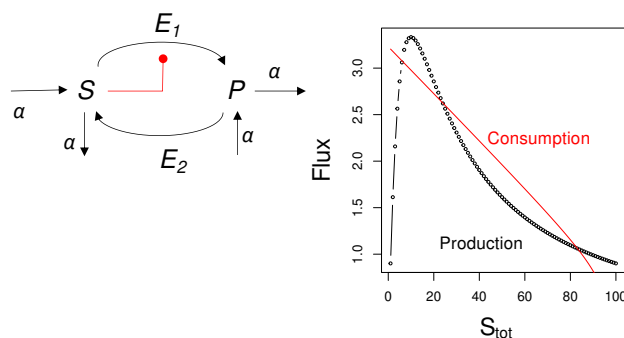 E1
α S P α
α α
E2
Flux
3.0
2.5
2.0
1.5
1.0
Consumption
Production
0 20 40 60 80 100
Stot